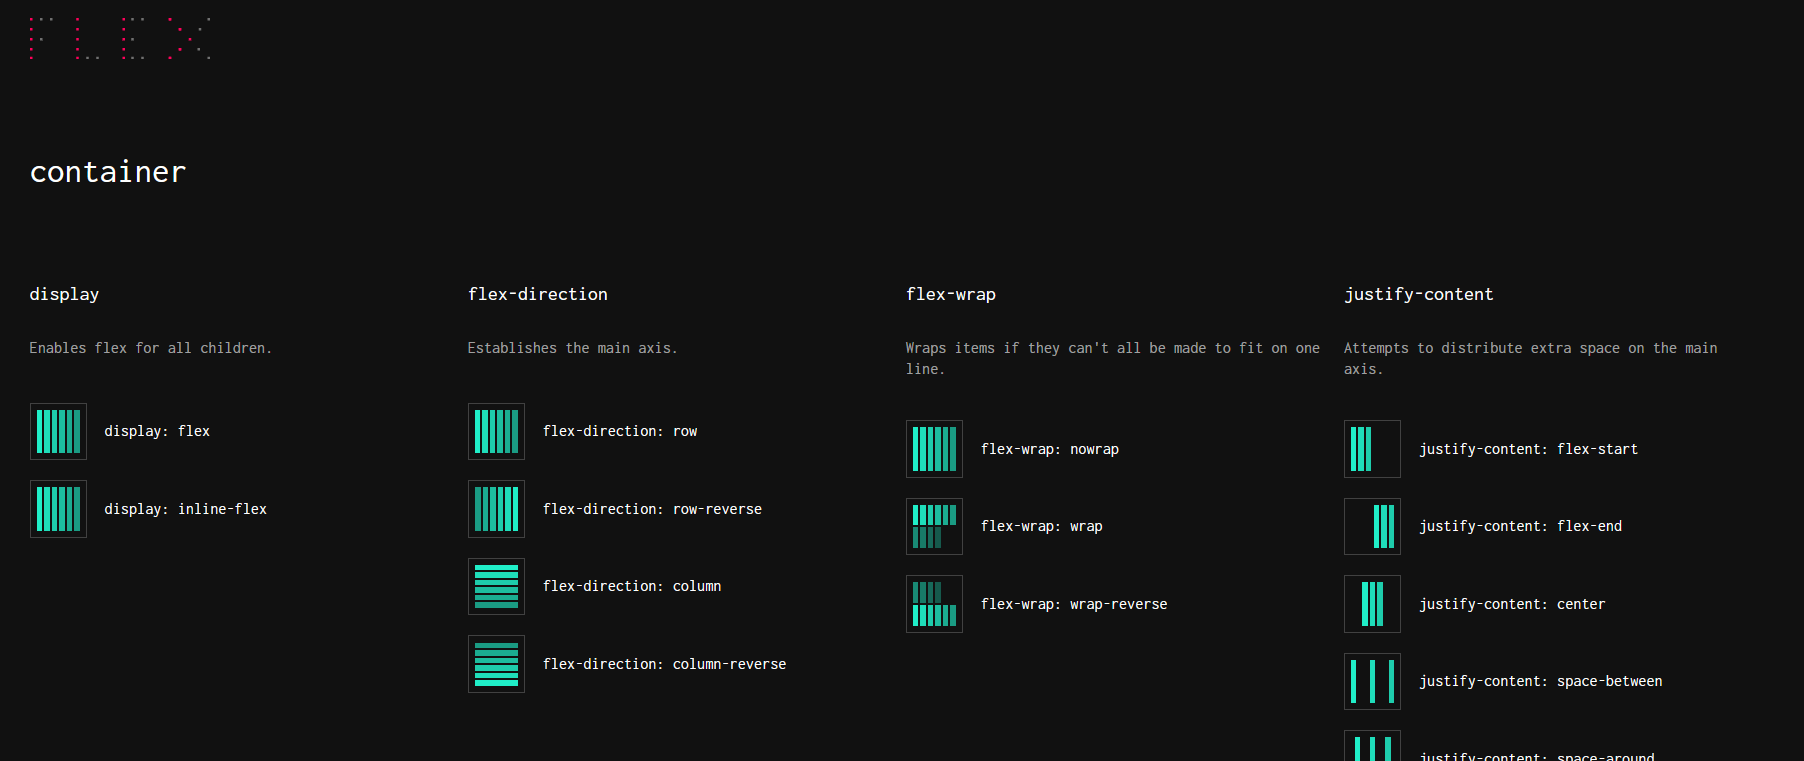 FLEX
container
display
Enables flex for all children.
display: flex
display: inline-flex
flex-direction
Establishes the main axis.
flex-direction: row
flex-direction: row-reverse
flex-direction: column
flex-direction: column-reverse
flex-wrap
Wraps items if they can't all be made to fit on one
line.
flex-wrap: nowrap
flex-wrap: wrap
flex-wrap: wrap-reverse
justify-content
Attempts to distribute extra space on the main
axis.
justify-content: flex-start
justify-content: flex-end
justify-content: center
justify-content: space-between
justify-content: space-around